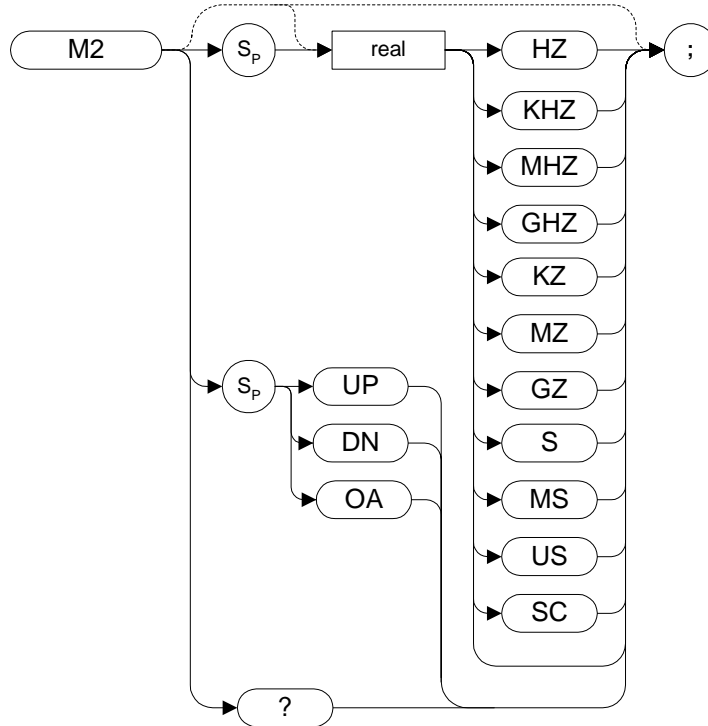 M2 SP real HZ ;
KHZ
MHZ
GHZ
KZ
MZ
SP UP GZ
DN S
OA MS
US
SC
?